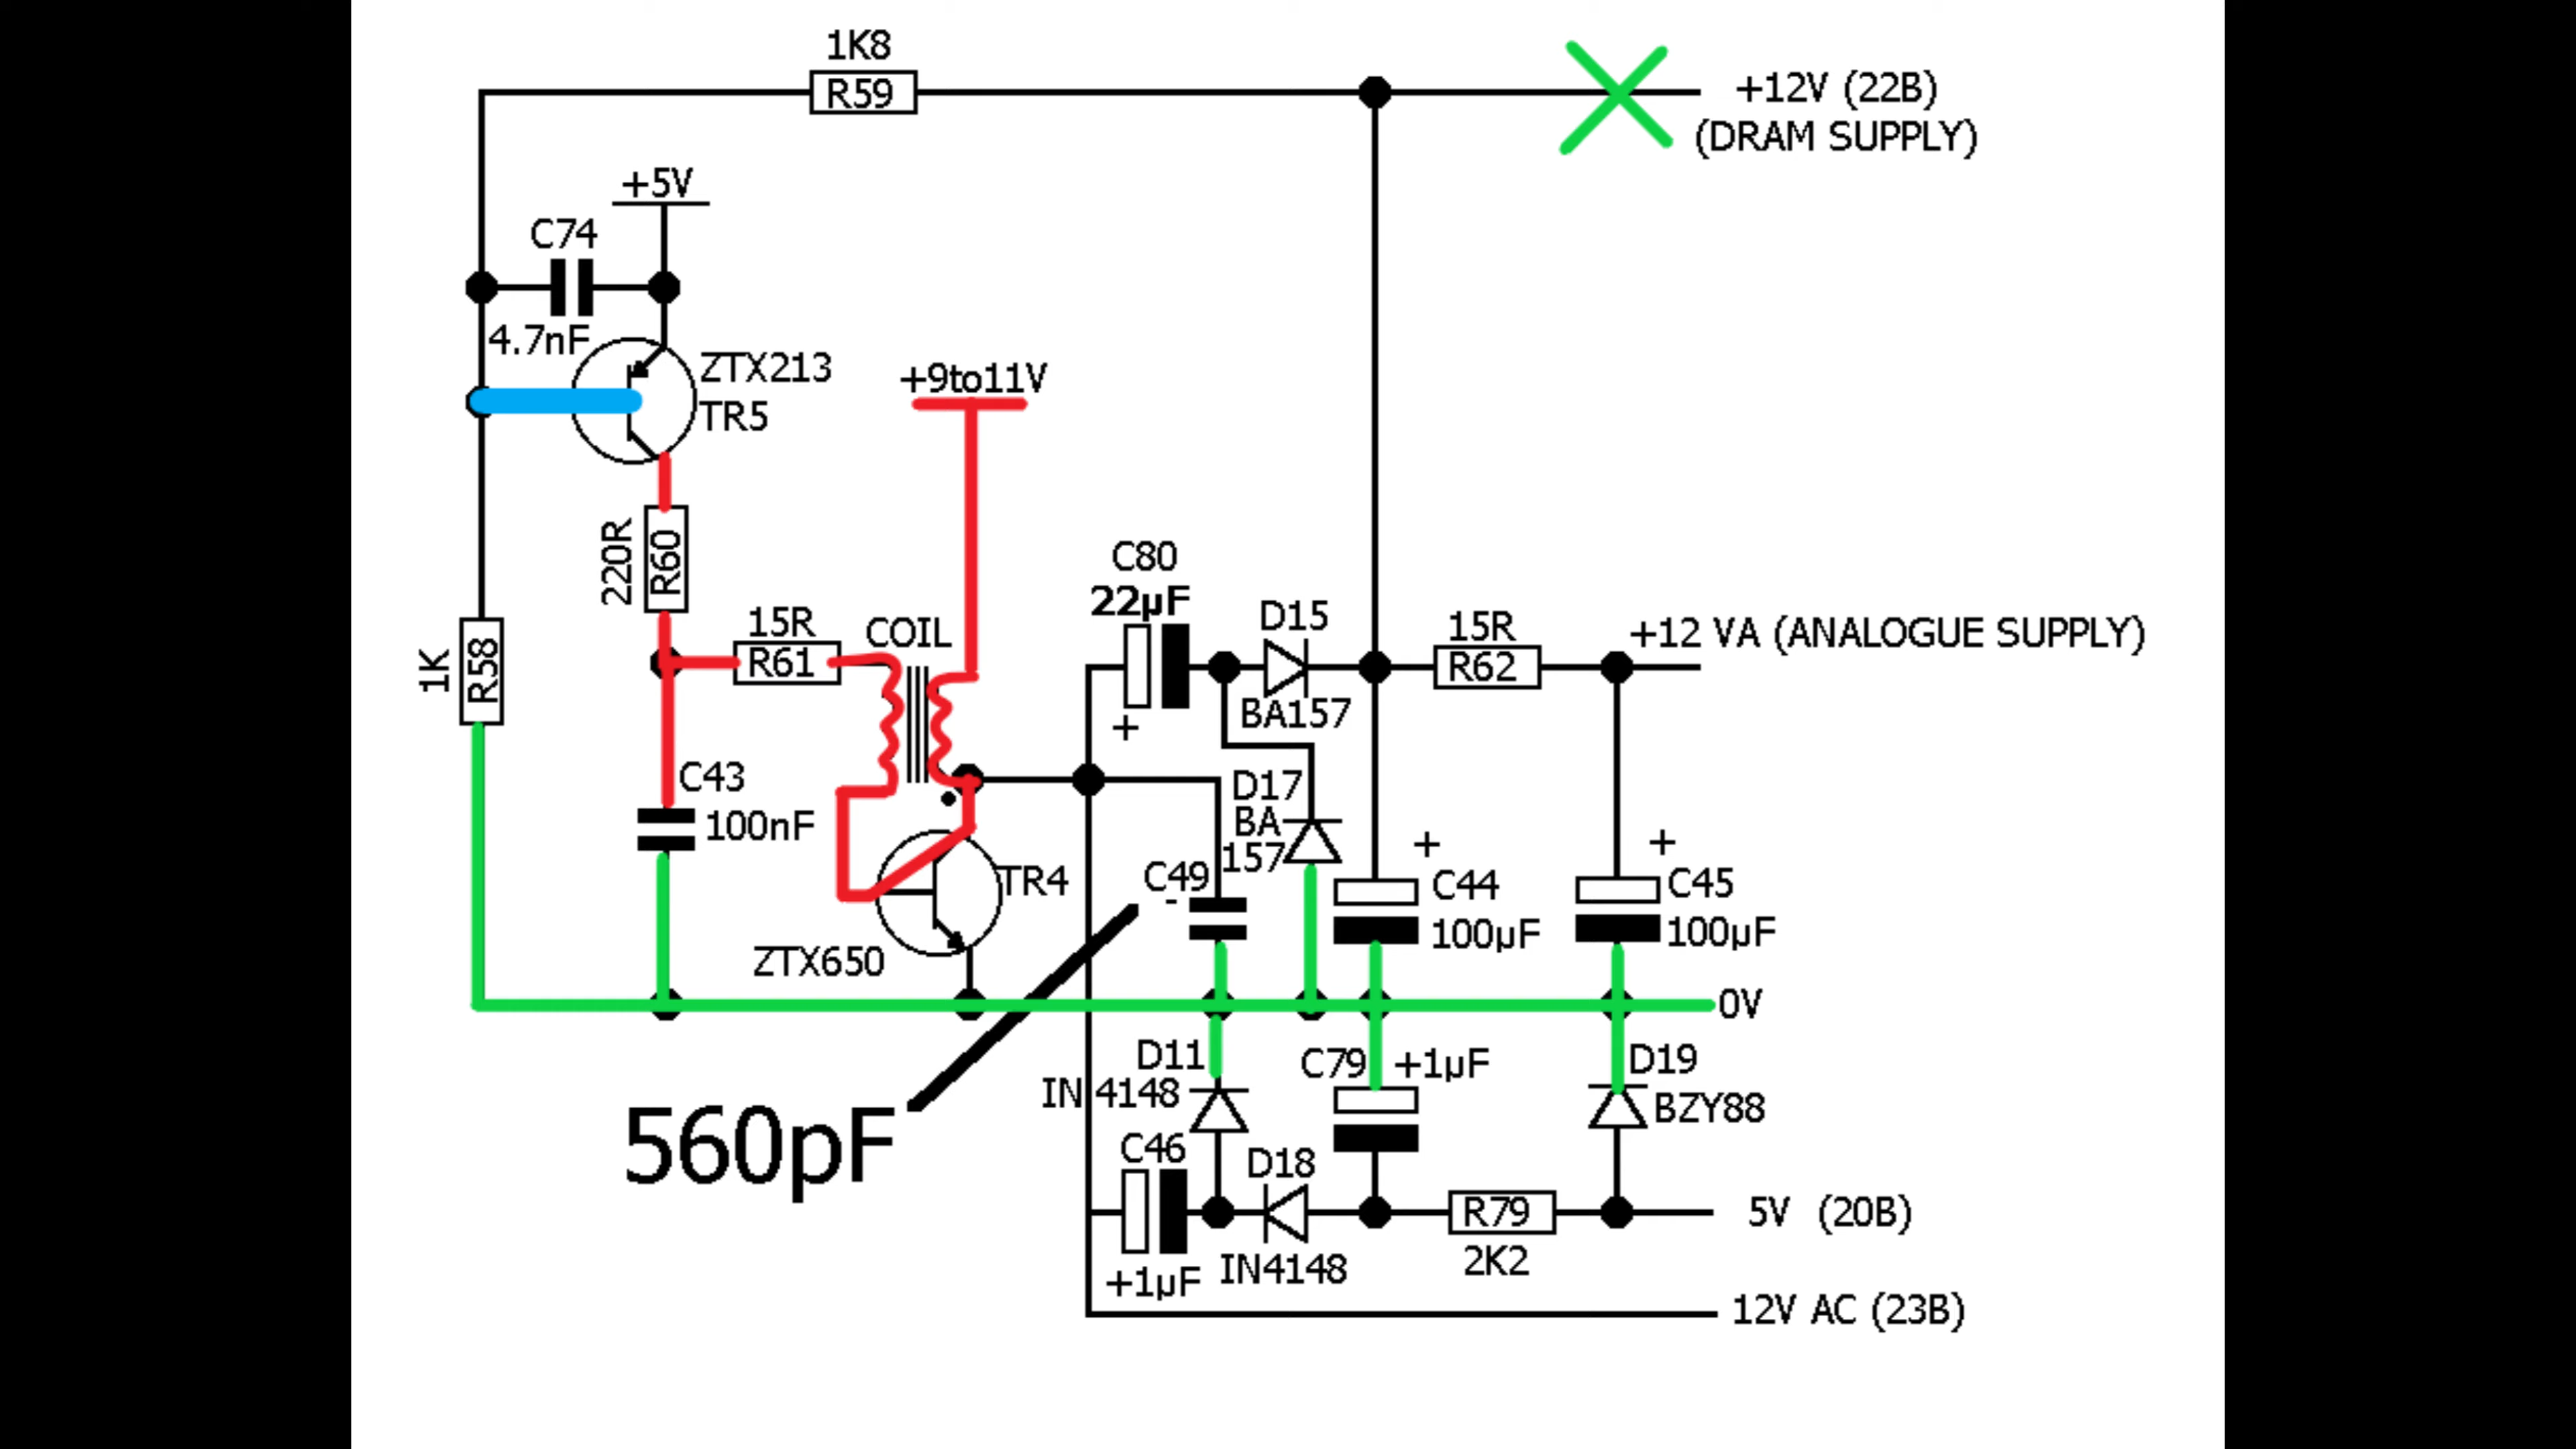 1K8
R59
+12V (22B)
(DRAM SUPPLY)
+5V
C74
4.7nF
ZTX213
TR5
+9to11V
220R
R60
C80
22µF
D15
BA157
15R
R62
+12 VA (ANALOGUE SUPPLY)
15R
R61
COIL
1K
R58
C43
100nF
D17
BA
157
TR4
C49
-
+
+
C44
100µF
+
C45
100µF
ZTX650
0V
D11
IN 4148
C79
+1µF
D19
BZY88
560pF
C46
+1µF
D18
IN4148
R79
2K2
5V (20B)
12V AC (23B)